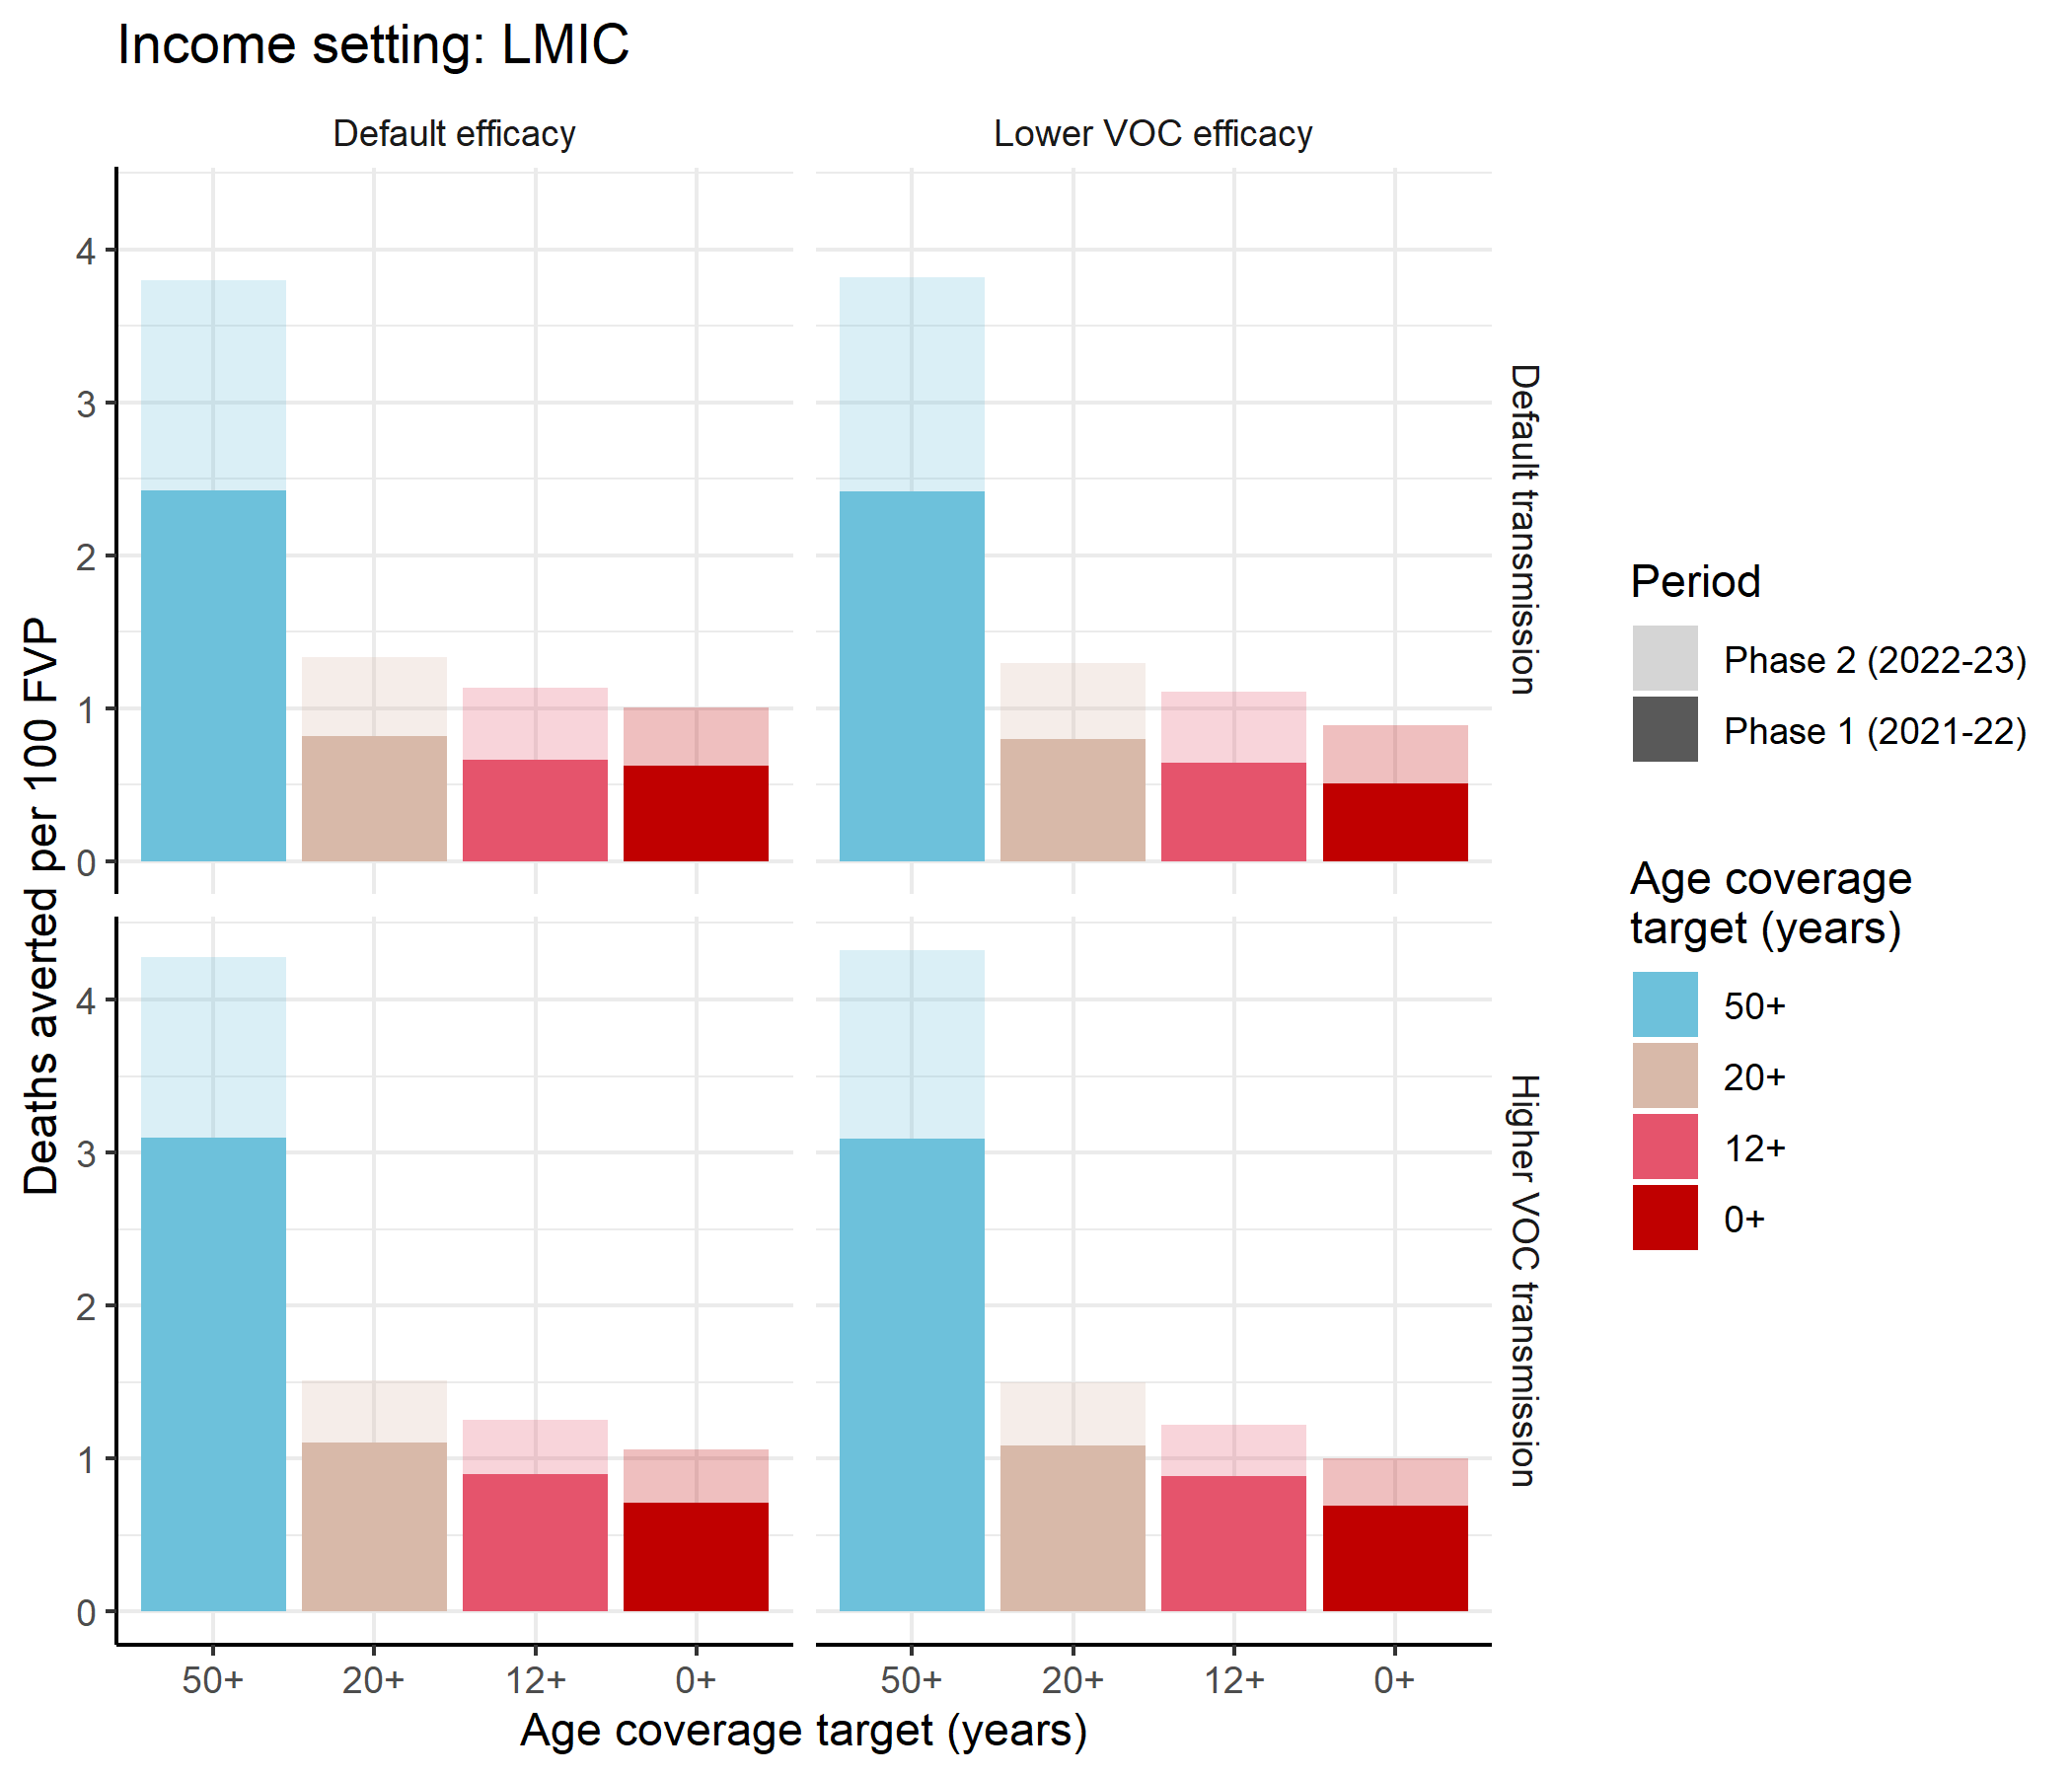 Income setting: LMIC
Default efficacy
Lower VOC efficacy
Deaths averted per 100 FVP
4
3
2
1
0
Default transmission
4
3
2
1
0
Higher VOC transmission
50+
20+
12+
0+
50+
20+
12+
0+
Age coverage target (years)
Period
Phase 2 (2022-23)
Phase 1 (2021-22)
Age coverage
target (years)
50+
20+
12+
0+